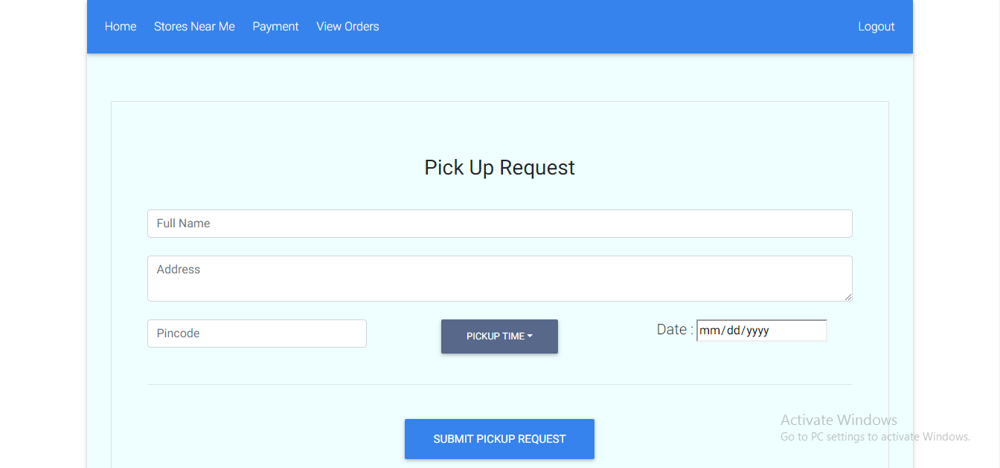 Home Stores Near Me Payment View Orders Logout
Pick Up Request
Full Name
Address
Pincode PICKUP TIME Date : mm/dd/yyyy
SUBMIT PICKUP REQUEST
Activate Windows
Go to PC settings to activate Windows.